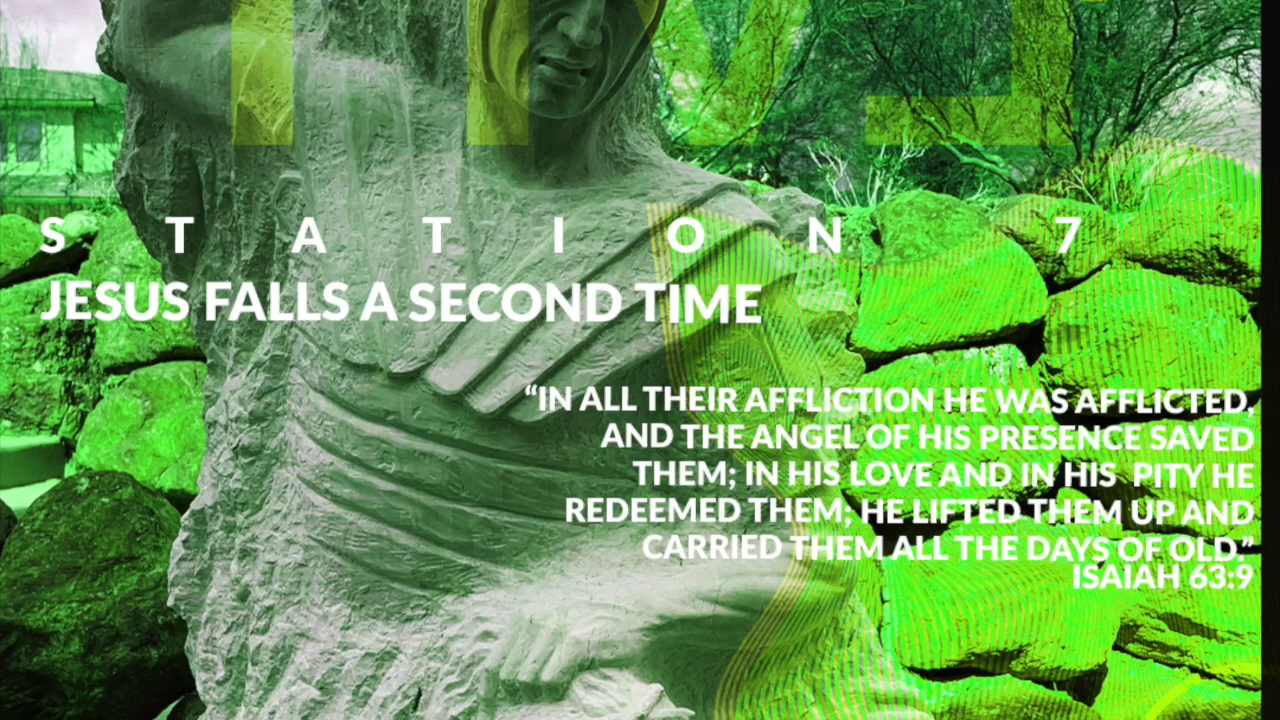 STATION 7
JESUS FALLS A SECOND TIME
“IN ALL THEIR AFFLICTION HE WAS AFFLICTED,
AND THE ANGEL OF HIS PRESENCE SAVED
THEM; IN HIS LOVE AND IN HIS PITY HE
REDEEMED THEM; HE LIFTED THEM UP AND
CARRIED THEM ALL THE DAYS OF OLD.”
ISAIAH 63:9